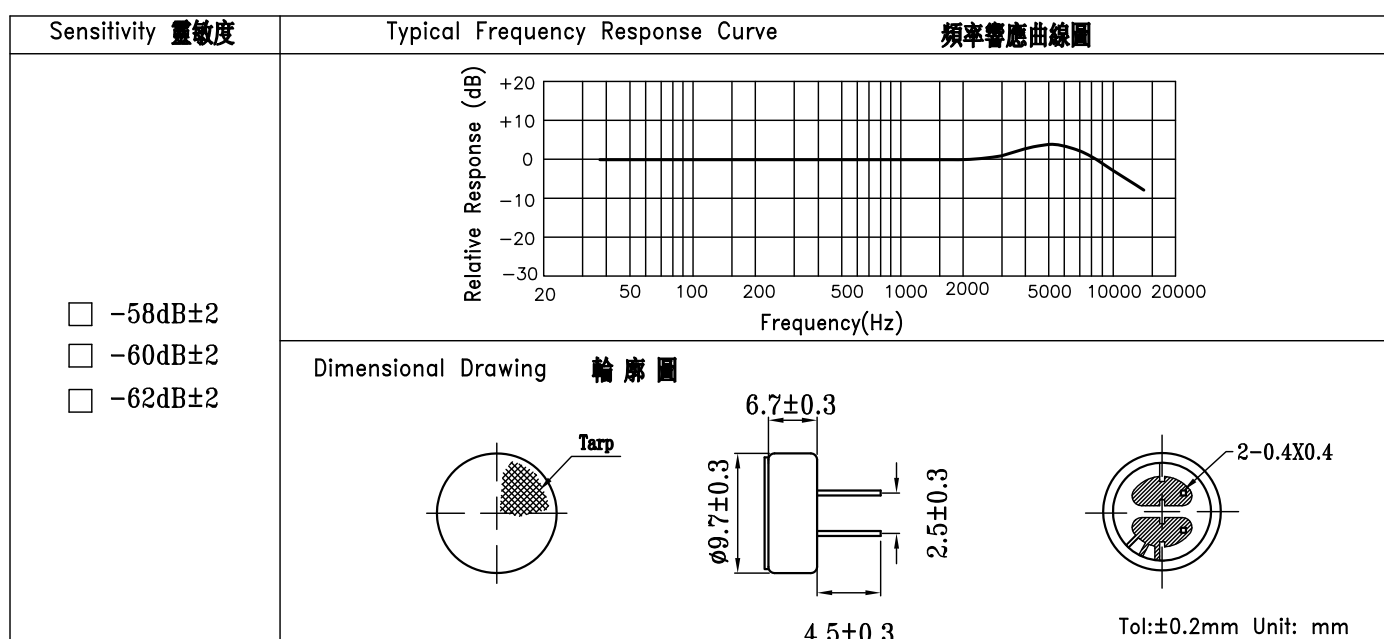 Sensitivity 靈敏度
Typical Frequency Response Curve 頻率響應曲線圖
Relative Response (dB)
+20
+10
0
−10
−20
−30
20 50 100 200 500 1000 2000 5000 10000 20000
Frequency(Hz)
-58dB±2
-60dB±2
-62dB±2
Dimensional Drawing 輪廓圖
Tarp
6.7±0.3
ø9.7±0.3
2.5±0.3
4.5±0.3
2-0.4X0.4
Tol:±0.2mm Unit: mm